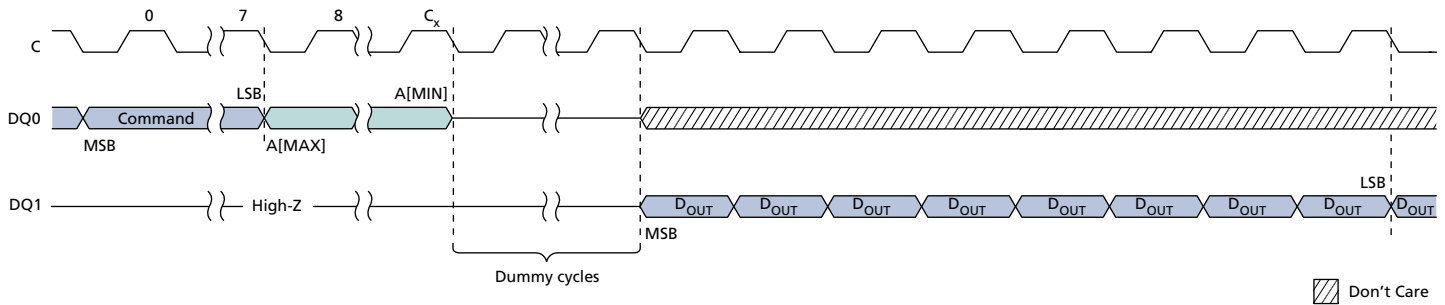 0 7 8 Cx
C
LSB A[MIN]
DQ0 Command
MSB A[MAX]
LSB
DQ1 High-Z DOUT DOUT DOUT DOUT DOUT DOUT DOUT DOUT DOUT
MSB
Dummy cycles
Don't Care